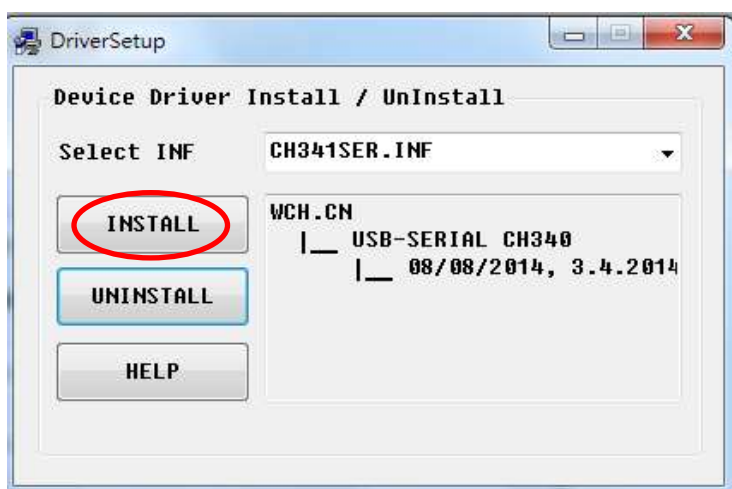 DriverSetup
Device Driver Install / UnInstall
Select INF
CH341SER.INF
INSTALL
UNINSTALL
HELP
WCH.CN
|__ USB-SERIAL CH340
|__ 08/08/2014, 3.4.2014